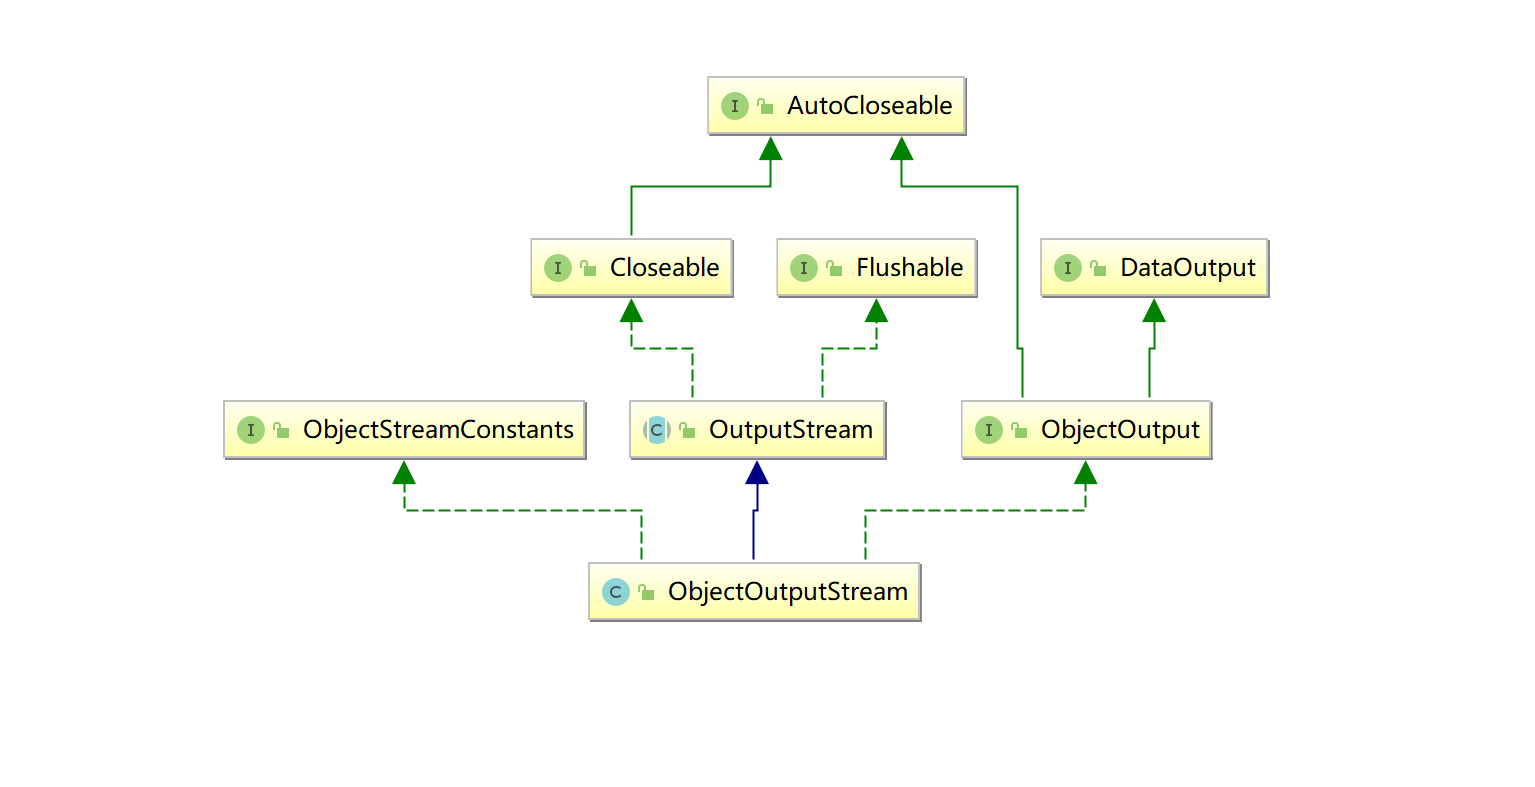 I AutoCloseable
I Closeable
I Flushable
I DataOutput
I ObjectStreamConstants
C OutputStream
I ObjectOutput
C ObjectOutputStream